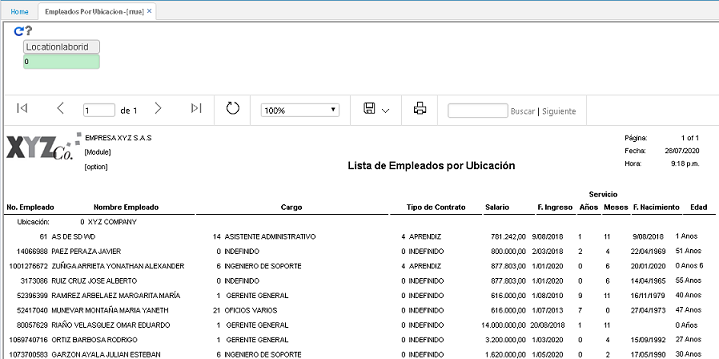 Home Empleados Por Ubicacion - [mua] ×
Locationlaborid
0
1 de 1 100% Buscar | Siguiente
XYZ Co. EMPRESA XYZ S.A.S Página: 1 of 1
[Module] Fecha: 28/07/2020
[option] Hora: 9:18 p.m.
Lista de Empleados por Ubicación
Servicio
No. Empleado Nombre Empleado Cargo Tipo de Contrato Salario F. Ingreso Años Meses F. Nacimiento Edad
Ubicación: 0 XYZ COMPANY
61 AS DE SD WD 14 ASISTENTE ADMINISTRATIVO 4 APRENDIZ 781.242,00 9/08/2018 1 11 9/08/2018 1 Anos
14066988 PAEZ PERAZA JAVIER 0 INDEFINIDO 0 INDEFINIDO 800.000,00 2/03/2018 2 4 22/04/1969 51 Anos
1001276672 ZUÑIGA ARRIETA YONATHAN ALEXANDER 6 INGENIERO DE SOPORTE 4 APRENDIZ 877.803,00 1/01/2020 0 6 20/01/2020 0 Anos 6
3173086 RUIZ CRUZ JOSE ALBERTO 0 INDEFINIDO 0 INDEFINIDO 877.803,00 1/01/2020 0 6 14/04/1965 55 Anos
52396399 RAMIREZ ARBELAEZ MARGARITA MARÍA 1 GERENTE GENERAL 0 INDEFINIDO 616.000,00 1/08/2010 9 11 16/11/1979 40 Anos
52417040 MUNEVAR MONTAÑA MARIA YANETH 21 OFICIOS VARIOS 0 INDEFINIDO 616.000,00 1/07/2013 7 0 27/04/1973 47 Anos
80057629 RIAÑO VELASQUEZ OMAR EDUARDO 1 GERENTE GENERAL 0 INDEFINIDO 14.000.000,00 20/08/2018 1 11 0 Años
1069740716 ORTIZ BARBOSA RODRIGO 1 GERENTE GENERAL 0 INDEFINIDO 3.200.000,00 1/03/2020 0 4 15/09/1992 27 Anos
1073700583 GARZON AYALA JULIAN ESTEBAN 6 INGENIERO DE SOPORTE 0 INDEFINIDO 1.620.000,00 1/05/2020 0 2 17/05/1990 30 Anos